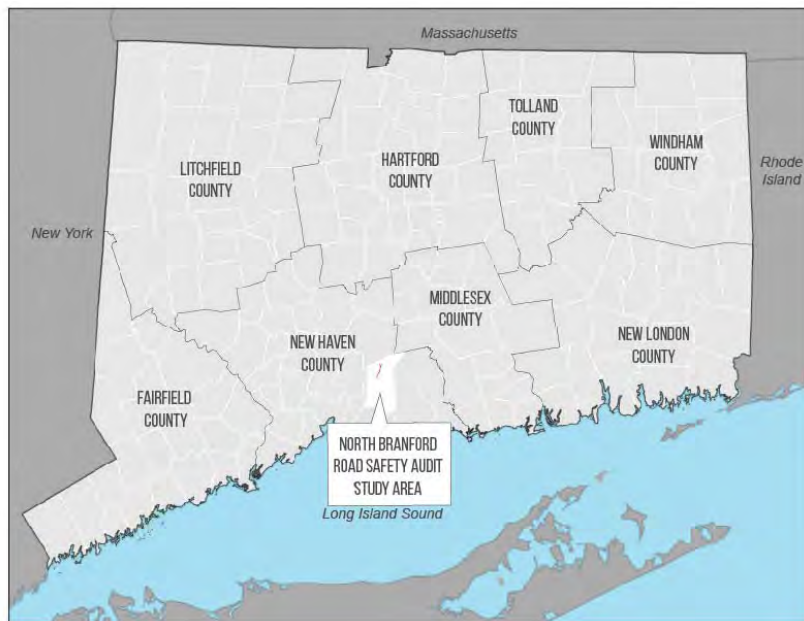 Massachusetts
TOLLAND
COUNTY
WINDHAM
COUNTY
HARTFORD
COUNTY
LITCHFIELD
COUNTY
Rhode
Island
New York
MIDDLESEX
COUNTY
NEW HAVEN
COUNTY
NEW LONDON
COUNTY
FAIRFIELD
COUNTY
NORTH BRANFORD
ROAD SAFETY AUDIT
STUDY AREA
Long Island Sound